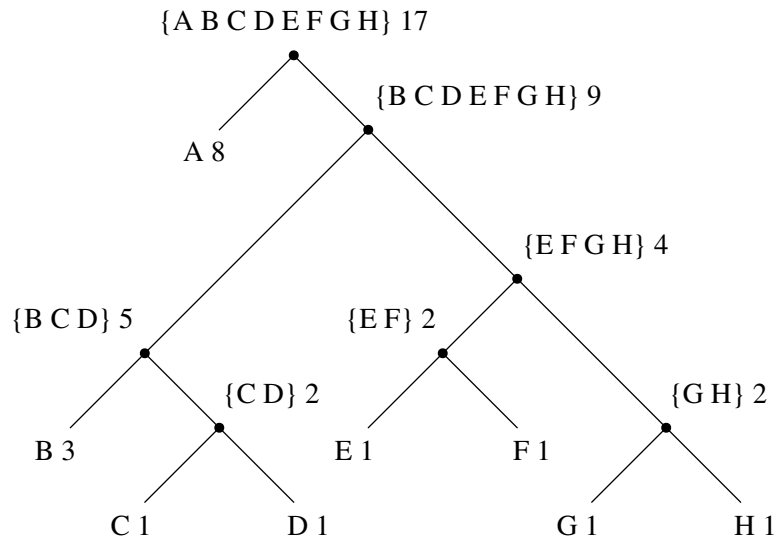 {A B C D E F G H} 17
{B C D E F G H} 9
A 8
{E F G H} 4
{B C D} 5
{E F} 2
{C D} 2
{G H} 2
B 3
E 1
F 1
C 1
D 1
G 1
H 1